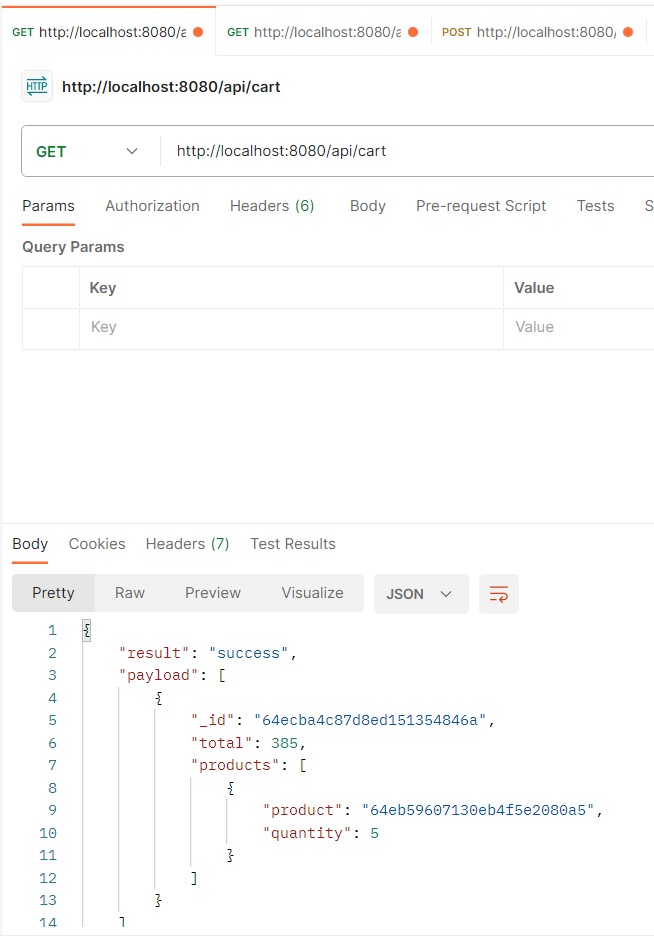 GET http://localhost:8080/a GET http://localhost:8080/a POST http://localhost:8080/
HTTP http://localhost:8080/api/cart
GET http://localhost:8080/api/cart
Params Authorization Headers (6) Body Pre-request Script Tests S
Query Params
Key Value
Key Value
Body Cookies Headers (7) Test Results
Pretty Raw Preview Visualize JSON
1 {
2 "result": "success",
3 "payload": [
4 {
5 "_id": "64ecba4c87d8ed151354846a",
6 "total": 385,
7 "products": [
8 {
9 "product": "64eb59607130eb4f5e2080a5",
10 "quantity": 5
11 }
12 ]
13 }
14 ]